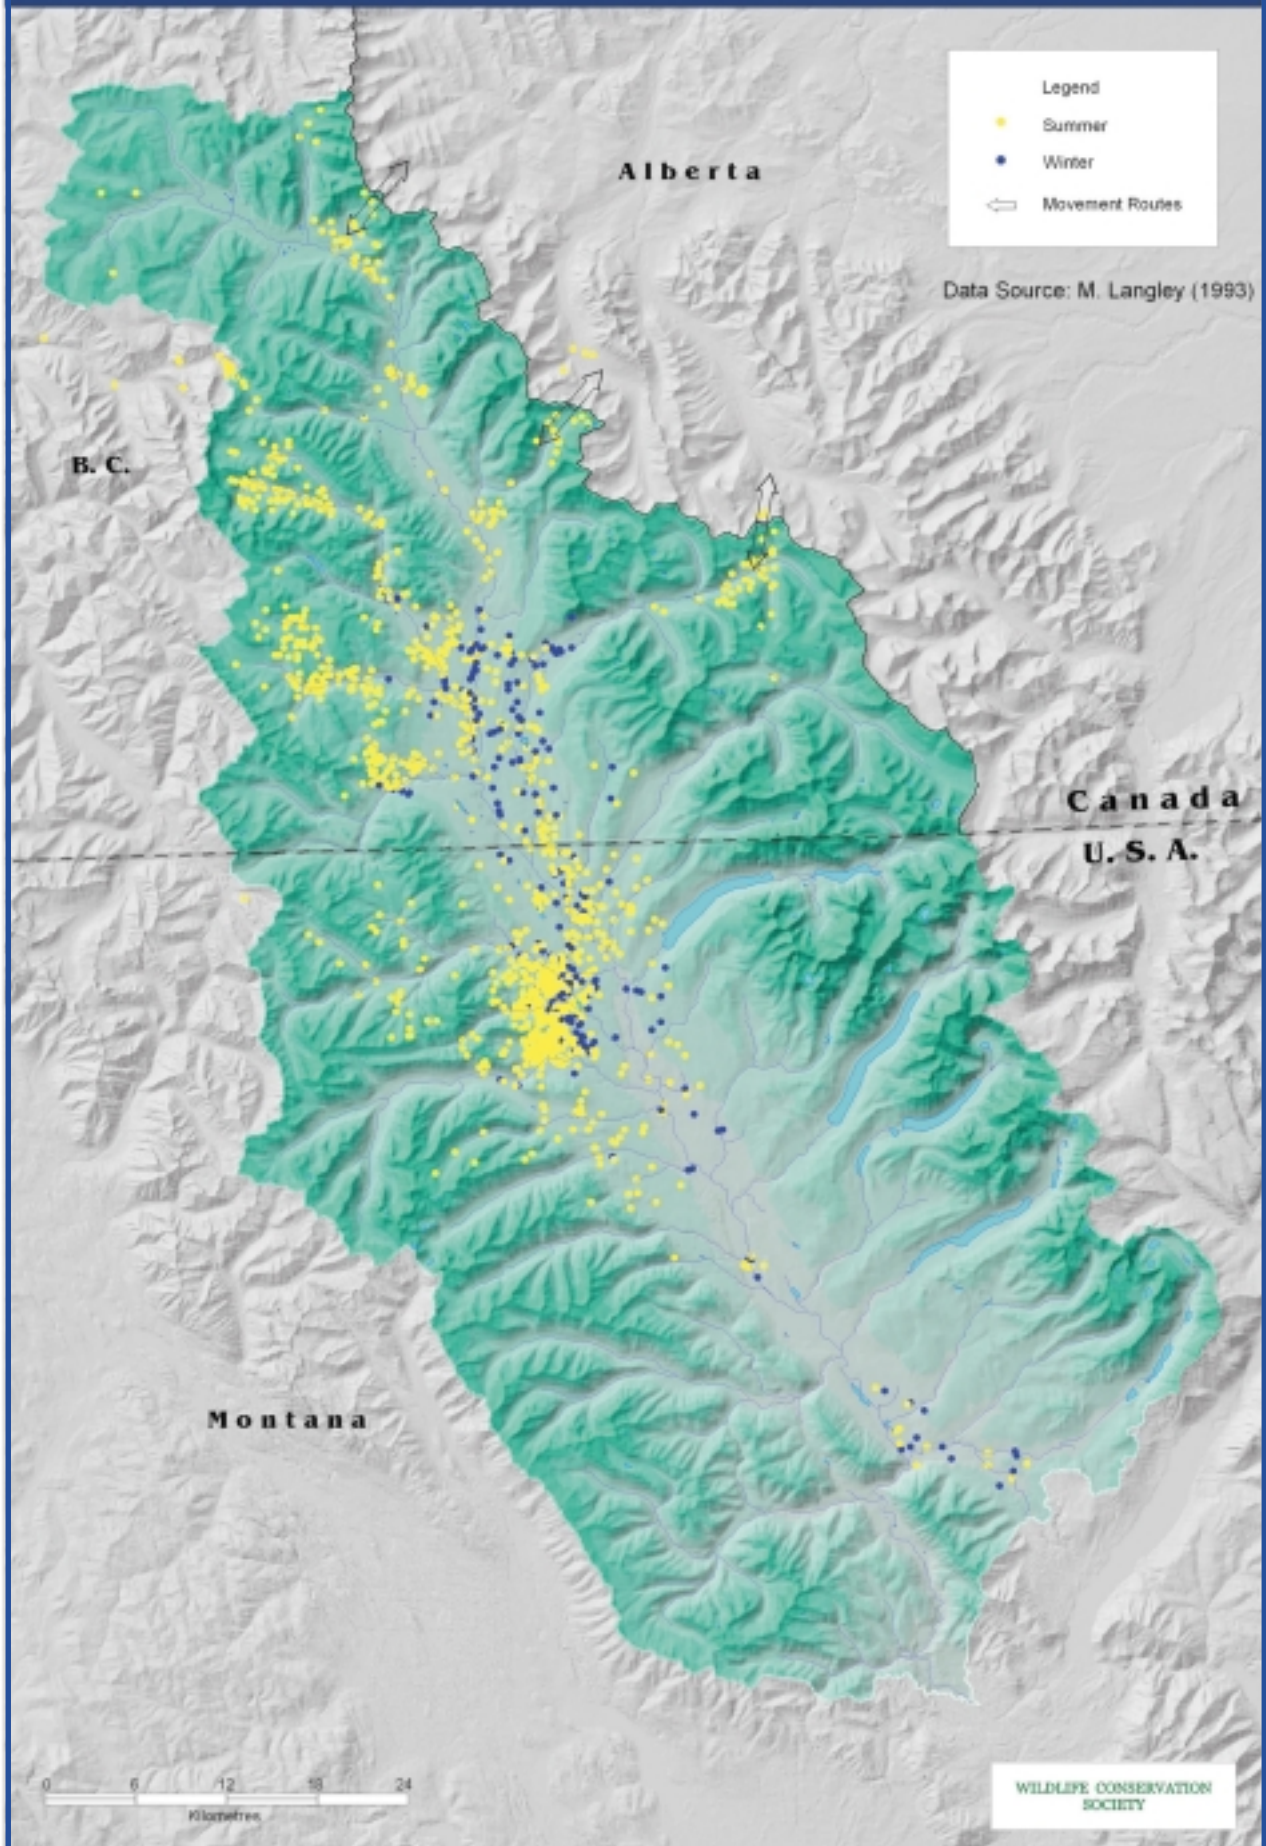 Legend
Summer
Winter
Movement Routes
Alberta
Data Source: M. Langley (1993)
B. C.
Canada
U. S. A.
Montana
0 6 12 18 24
Kilometres
WILDLIFE CONSERVATION
SOCIETY